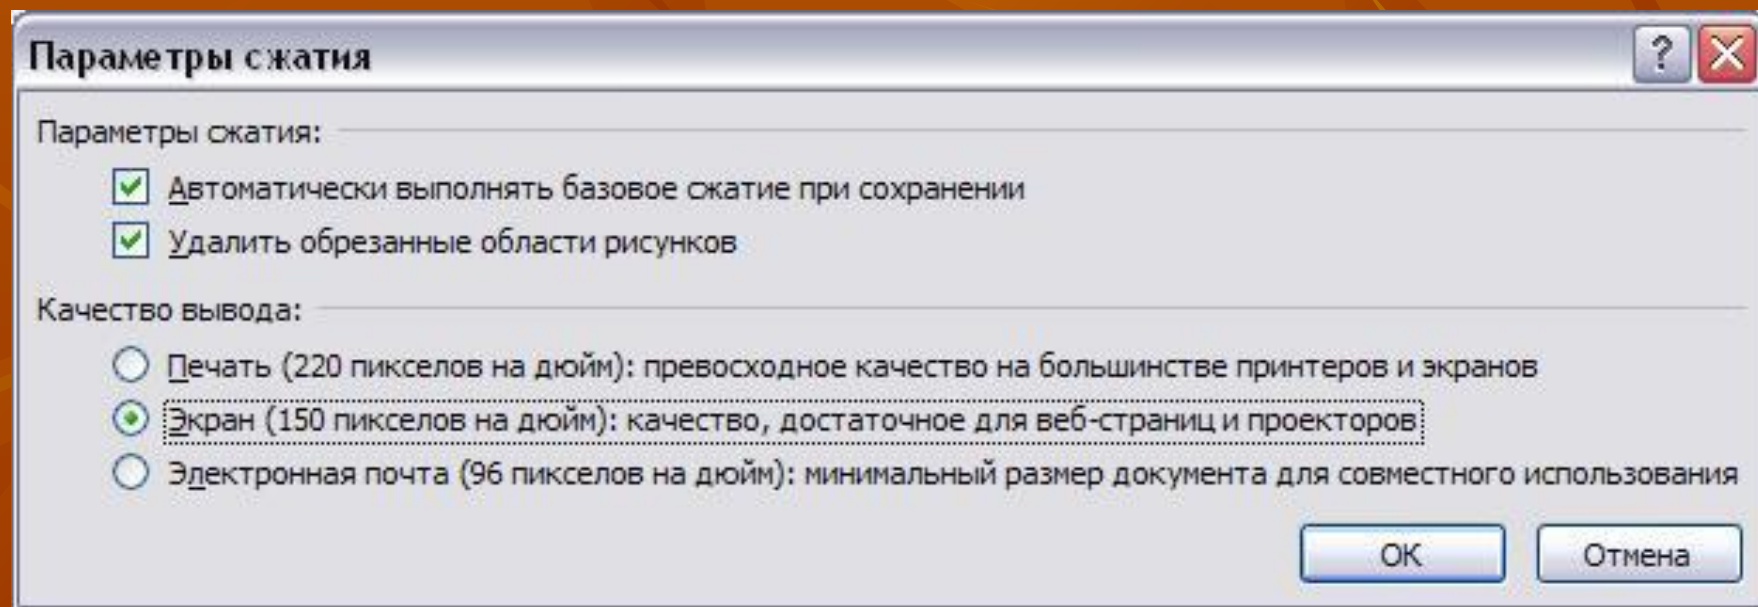 Параметры сжатия
Параметры сжатия:
Автоматически выполнять базовое сжатие при сохранении
Удалить обрезанные области рисунков
Качество вывода:
Печать (220 пикселов на дюйм): превосходное качество на большинстве принтеров и экранов
Экран (150 пикселов на дюйм): качество, достаточное для веб-страниц и проекторов
Электронная почта (96 пикселов на дюйм): минимальный размер документа для совместного использования
ОК Отмена